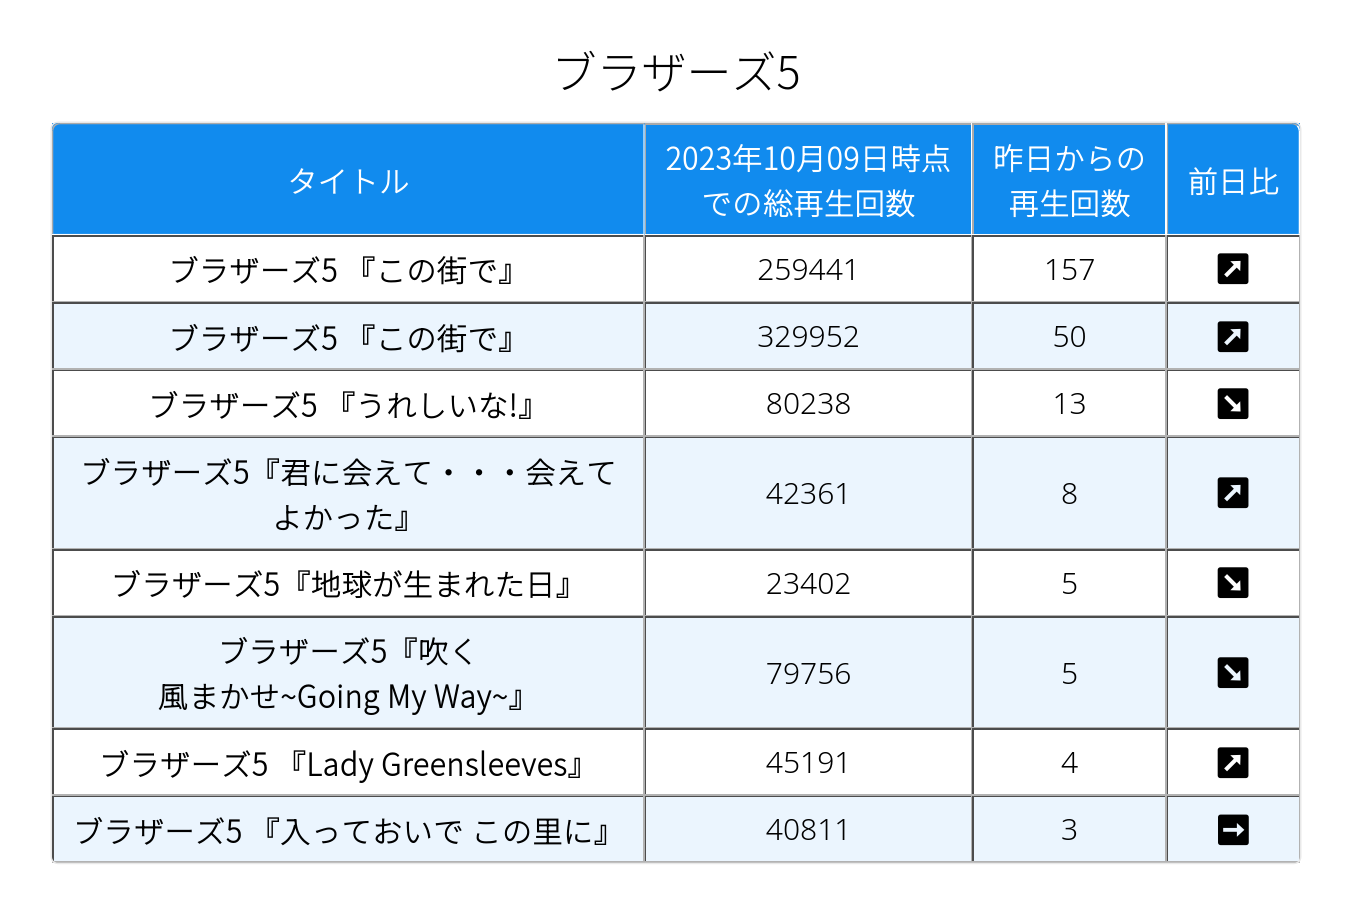 ブラザーズ5
タイトル
2023年10月09日時点
での総再生回数
昨日からの
再生回数
前日比
ブラザーズ5 『この街で』
259441
157
ブラザーズ5 『この街で』
329952
50
ブラザーズ5 『うれしいな!』
80238
13
ブラザーズ5『君に会えて・・・会えて
よかった』
42361
8
ブラザーズ5『地球が生まれた日』
23402
5
ブラザーズ5『吹く
風まかせ~Going My Way~』
79756
5
ブラザーズ5 『Lady Greensleeves』
45191
4
ブラザーズ5 『入っておいで この里に』
40811
3